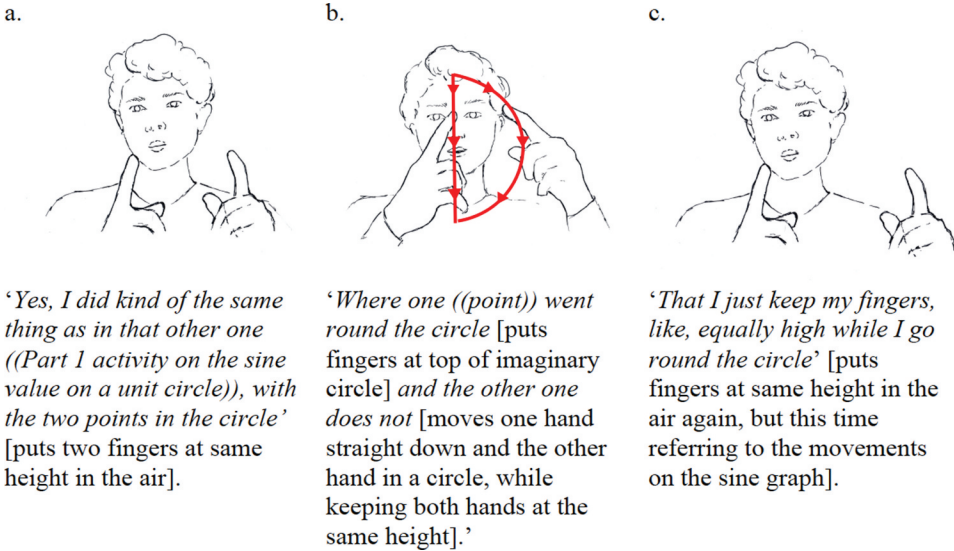 a.
‘Yes, I did kind of the same
thing as in that other one
((Part 1 activity on the sine
value on a unit circle)), with
the two points in the circle’
[puts two fingers at same
height in the air].
b.
‘Where one ((point)) went
round the circle [puts
fingers at top of imaginary
circle] and the other one
does not [moves one hand
straight down and the other
hand in a circle, while
keeping both hands at the
same height].’
c.
‘That I just keep my fingers,
like, equally high while I go
round the circle’ [puts
fingers at same height in the
air again, but this time
referring to the movements
on the sine graph].